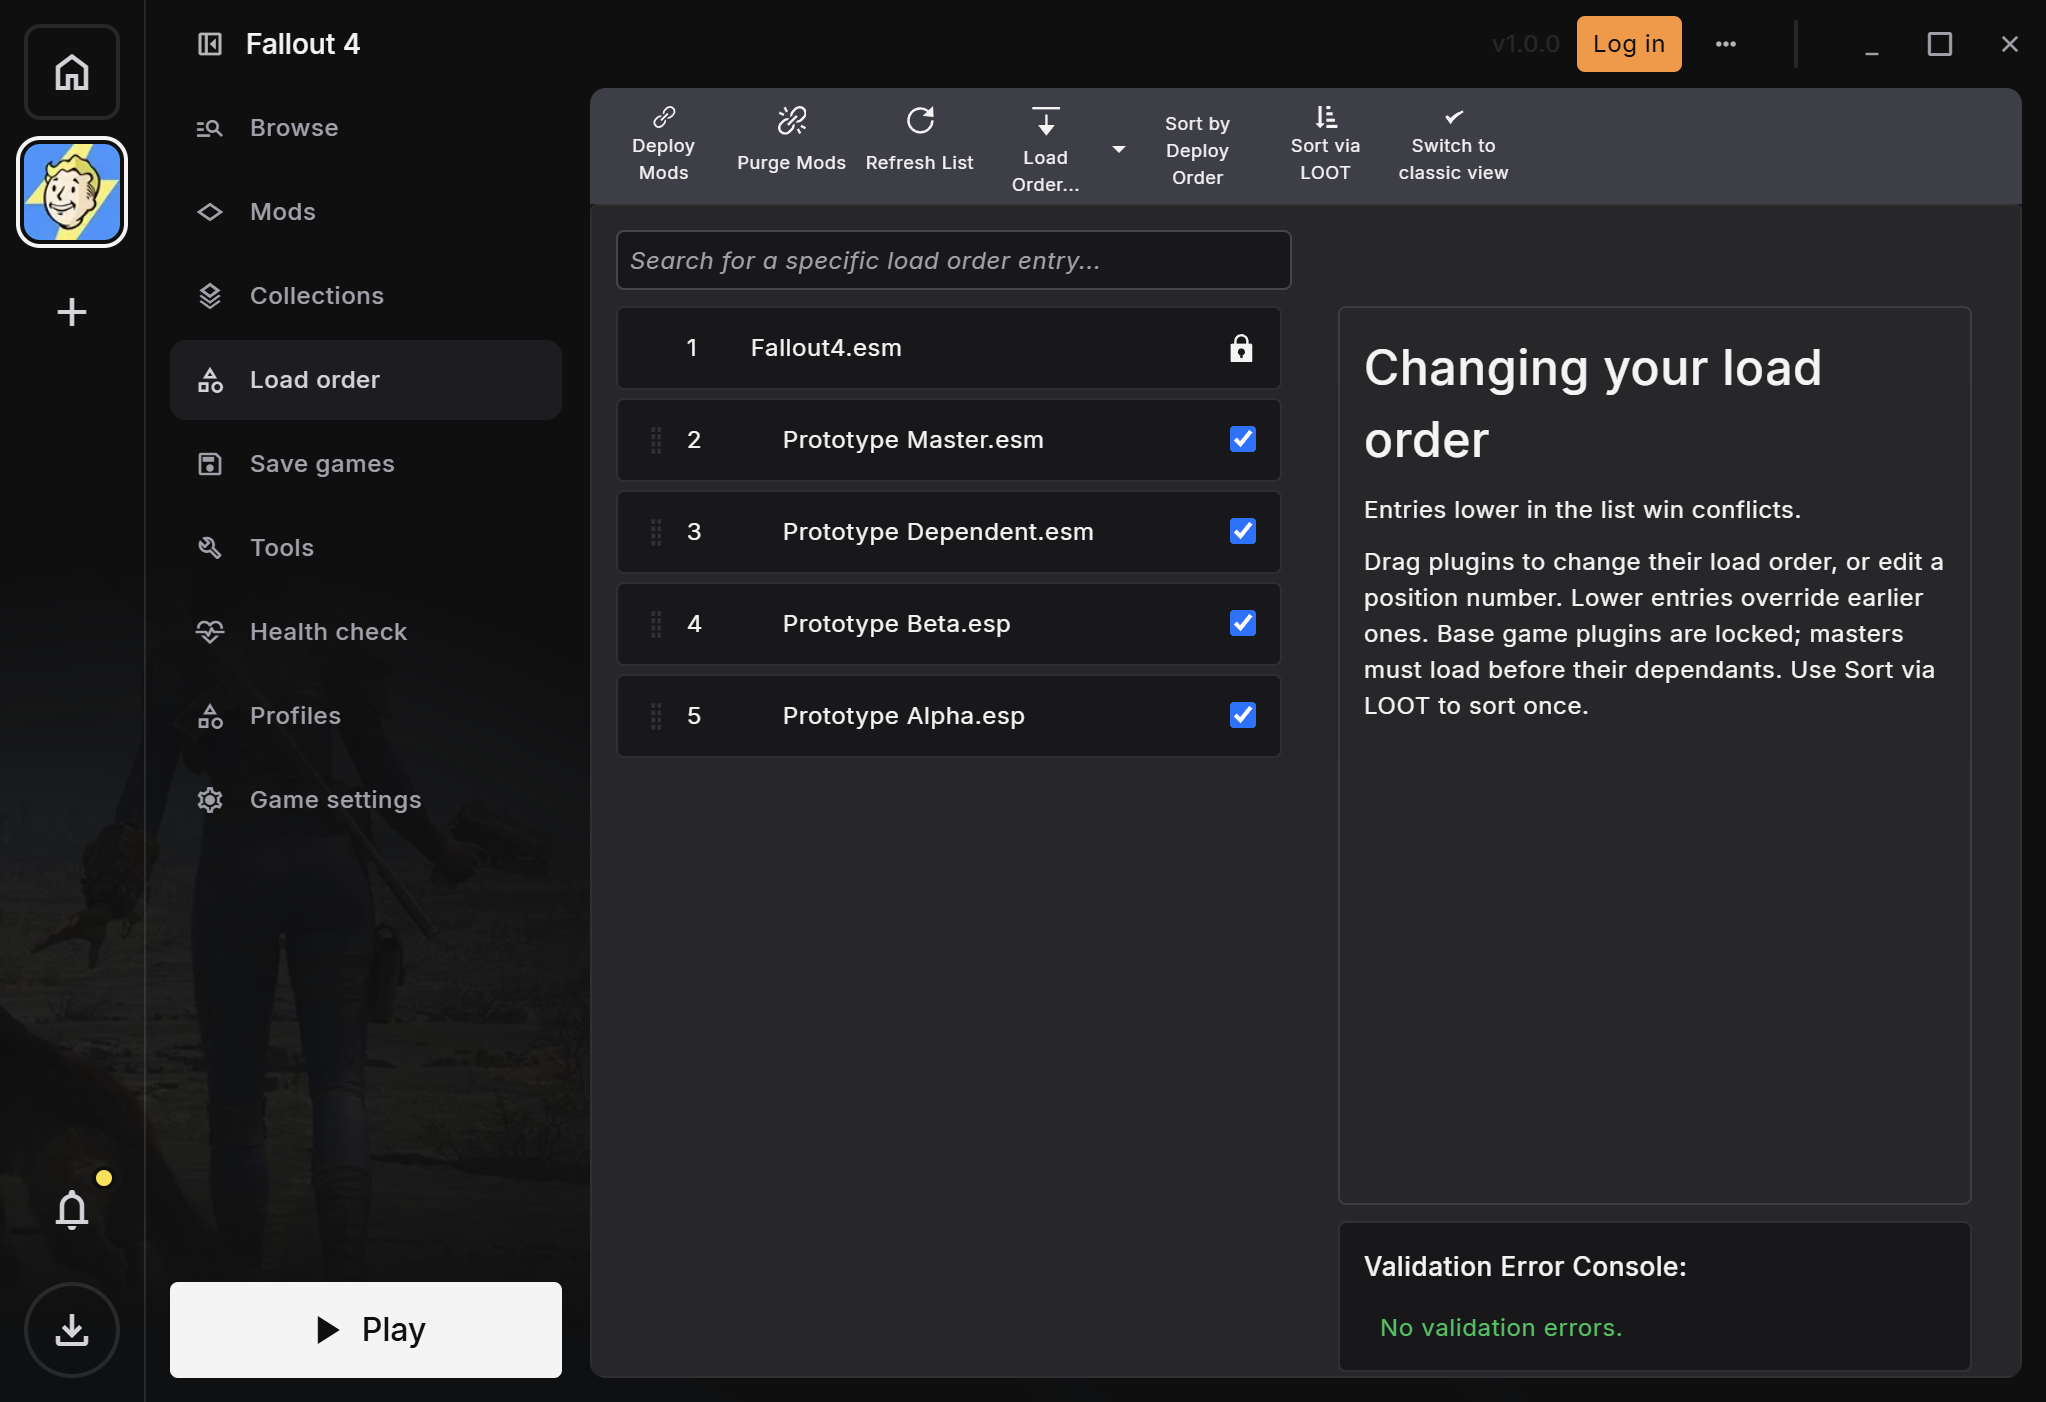 Fallout 4
v1.0.0
Log in
Browse
Mods
Collections
Load order
Save games
Tools
Health check
Profiles
Game settings
Play
Deploy
Mods
Purge Mods
Refresh List
Load
Order...
Sort by
Deploy
Order
Sort via
LOOT
Switch to
classic view
Search for a specific load order entry...
1 Fallout4.esm
2 Prototype Master.esm
3 Prototype Dependent.esm
4 Prototype Beta.esp
5 Prototype Alpha.esp
Changing your load
order
Entries lower in the list win conflicts.
Drag plugins to change their load order, or edit a
position number. Lower entries override earlier
ones. Base game plugins are locked; masters
must load before their dependants. Use Sort via
LOOT to sort once.
Validation Error Console:
No validation errors.